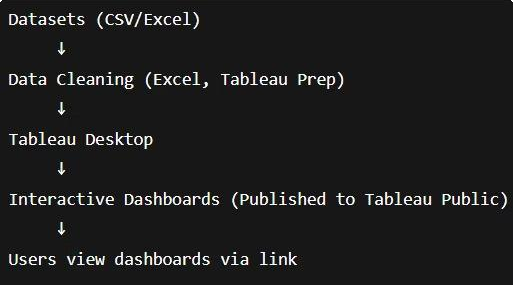 Datasets (CSV/Excel)
↓
Data Cleaning (Excel, Tableau Prep)
↓
Tableau Desktop
↓
Interactive Dashboards (Published to Tableau Public)
↓
Users view dashboards via link